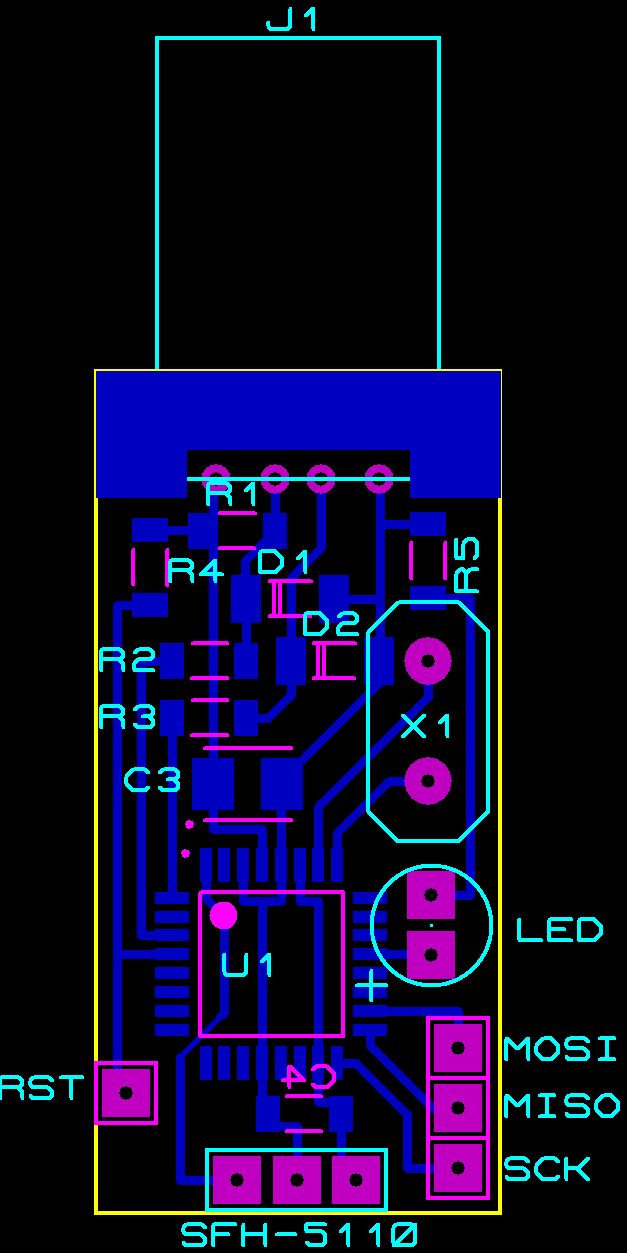 J1
R1
R4
D1
R5
D2
R2
R3
X1
C3
LED
U1
+
MOSI
C4
RST
MISO
SCK
SFH-5110